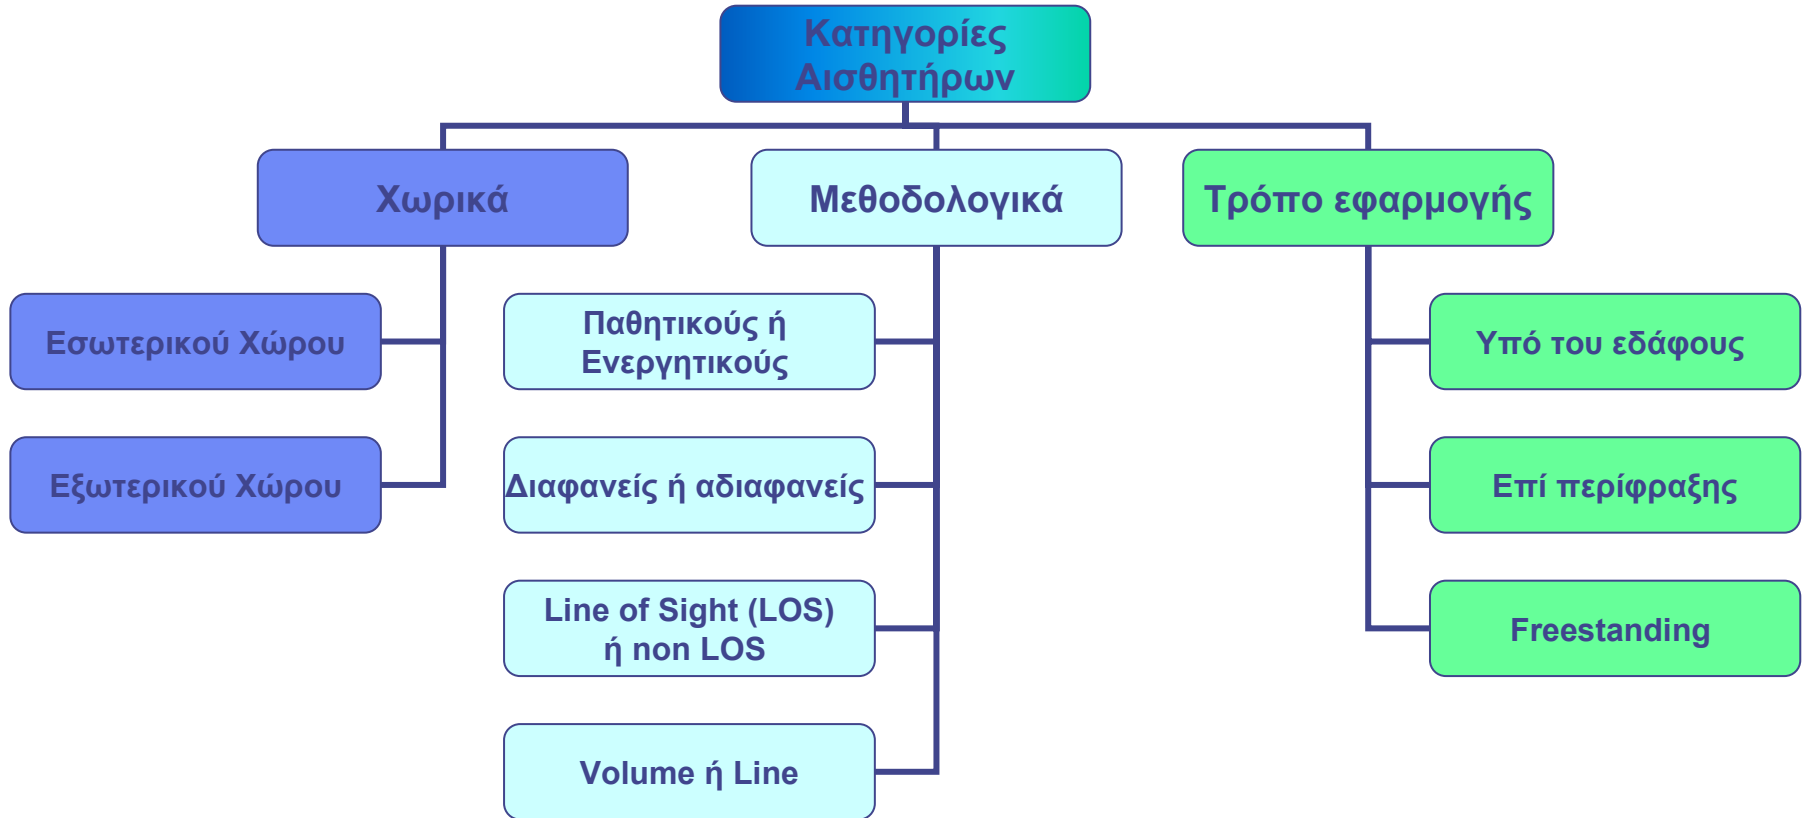 Κατηγορίες
Αισθητήρων
Χωρικά
Μεθοδολογικά
Τρόπο εφαρμογής
Εσωτερικού Χώρου
Εξωτερικού Χώρου
Παθητικούς ή
Ενεργητικούς
Διαφανείς ή αδιαφανείς
Line of Sight (LOS)
ή non LOS
Volume ή Line
Υπό του εδάφους
Επί περίφραξης
Freestanding